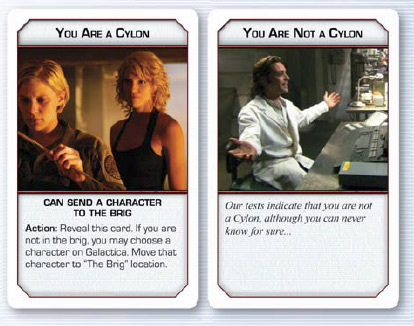 YOU ARE A CYLON
CAN SEND A CHARACTER
TO THE BRIG
Action: Reveal this card. If you are
not in the brig, you may choose a
character on Galactica. Move that
character to "The Brig" location.
YOU ARE NOT A CYLON
Our tests indicate that you are not
a Cylon, although you can never
know for sure...